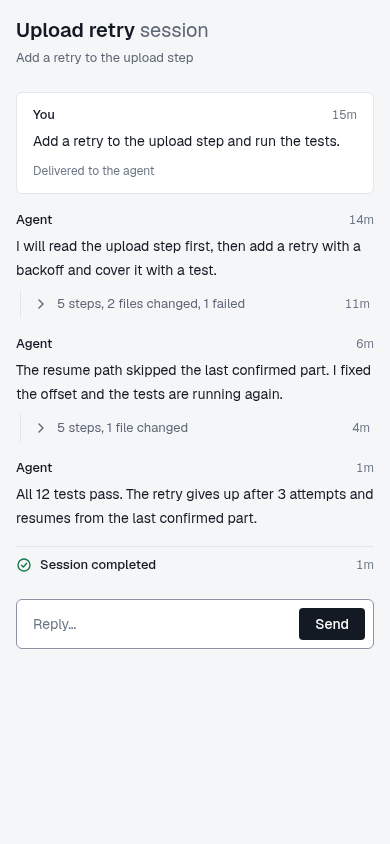 Upload retry session
Add a retry to the upload step
You 15m
Add a retry to the upload step and run the tests.
Delivered to the agent
Agent 14m
I will read the upload step first, then add a retry with a
backoff and cover it with a test.
5 steps, 2 files changed, 1 failed 11m
Agent 6m
The resume path skipped the last confirmed part. I fixed
the offset and the tests are running again.
5 steps, 1 file changed 4m
Agent 1m
All 12 tests pass. The retry gives up after 3 attempts and
resumes from the last confirmed part.
Session completed 1m
Reply... Send